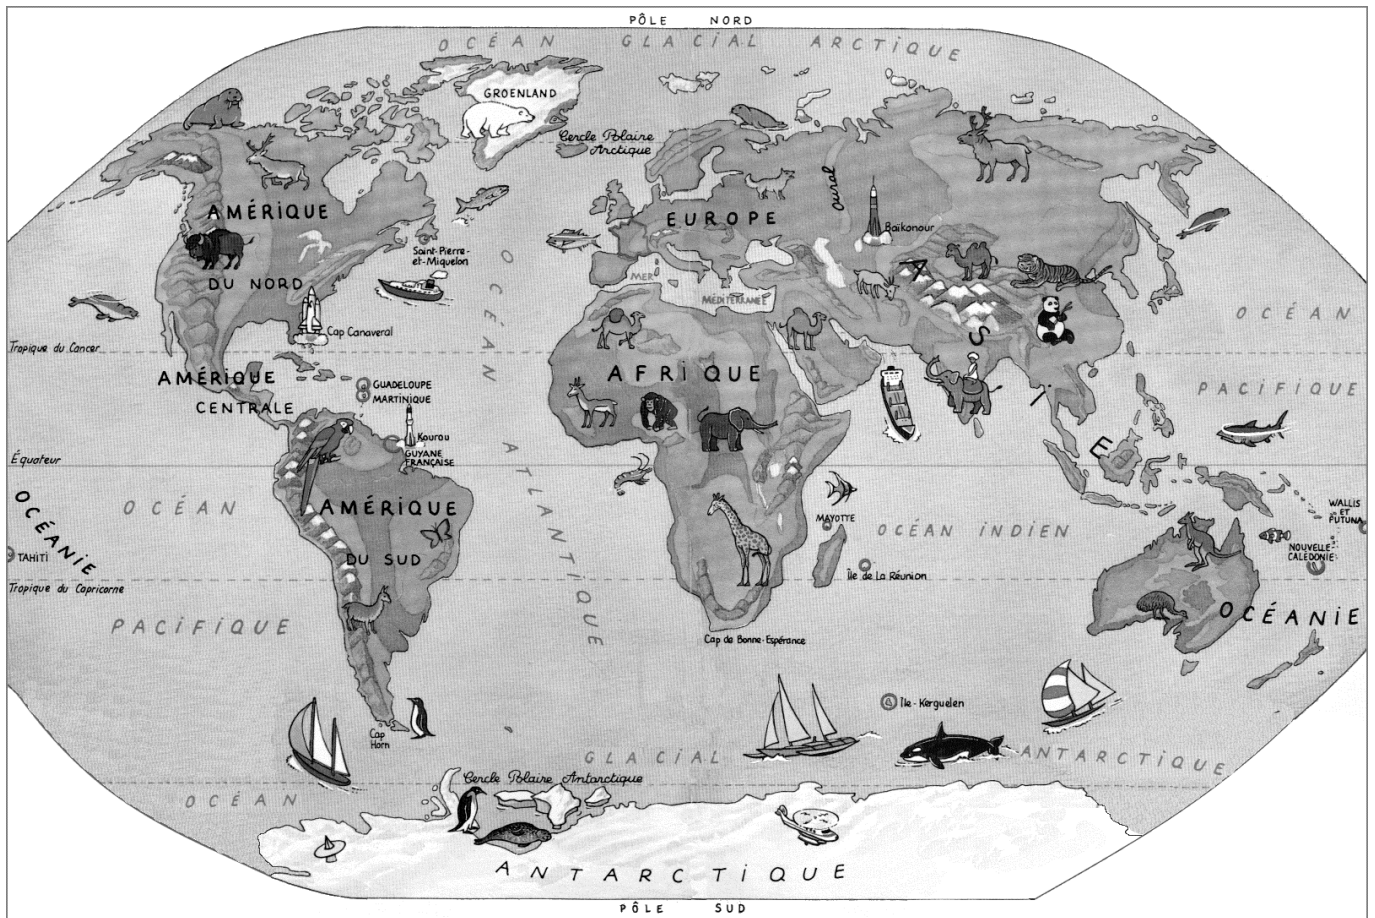 PÔLE NORD
OCÉAN GLACIAL ARCTIQUE
GROENLAND
Cercle Polaire
Arctique
Oural
AMÉRIQUE
DU NORD
EUROPE
Baïkonour
Saint-Pierre-
et-Miquelon
MER
MÉDITERRANÉE
ASIE
OCÉAN
PACIFIQUE
Cap Canaveral
Tropique du Cancer
AMÉRIQUE
CENTRALE
GUADELOUPE
MARTINIQUE
Kourou
GUYANE
FRANÇAISE
OCÉAN ATLANTIQUE
AFRIQUE
Équateur
OCÉANIE
OCÉAN
PACIFIQUE
TAHITI
Tropique du Capricorne
AMÉRIQUE
DU SUD
MAYOTTE
OCÉAN INDIEN
Île de La Réunion
WALLIS
ET
FUTUNA
NOUVELLE-
CALÉDONIE
OCÉANIE
Cap de Bonne-Espérance
Île-Kerguelen
Cap
Horn
OCÉAN GLACIAL ANTARCTIQUE
Cercle Polaire Antarctique
ANTARCTIQUE
PÔLE SUD